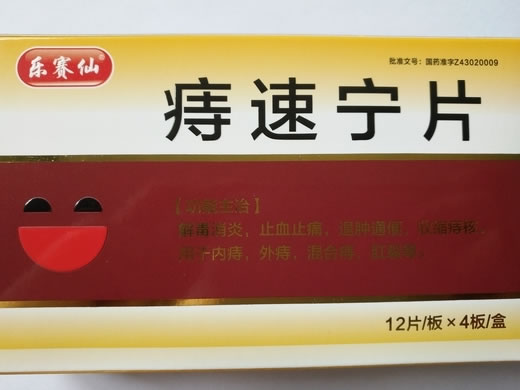 乐赛仙
批准文号：国药准字Z43020009
痔速宁片
【功能主治】
解毒消炎，止血止痛，退肿通便，收缩痔核。
用于内痔，外痔，混合痔，肛裂等。
12片/板×4板/盒